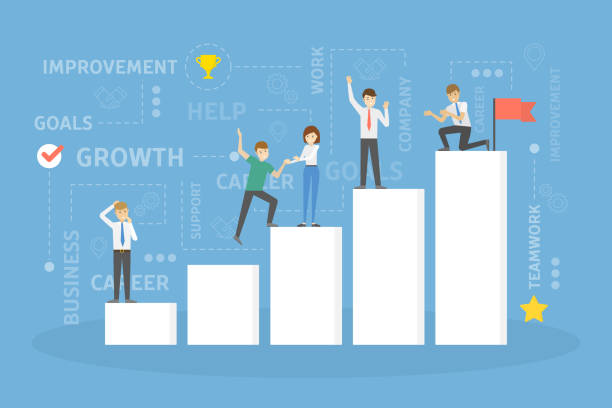 IMPROVEMENT
WORK
COMPANY
CAREER
IMPROVEMENT
HELP
GOALS
GROWTH
CAREER
GOALS
SUPPORT
TEAMWORK
BUSINESS
CAREER